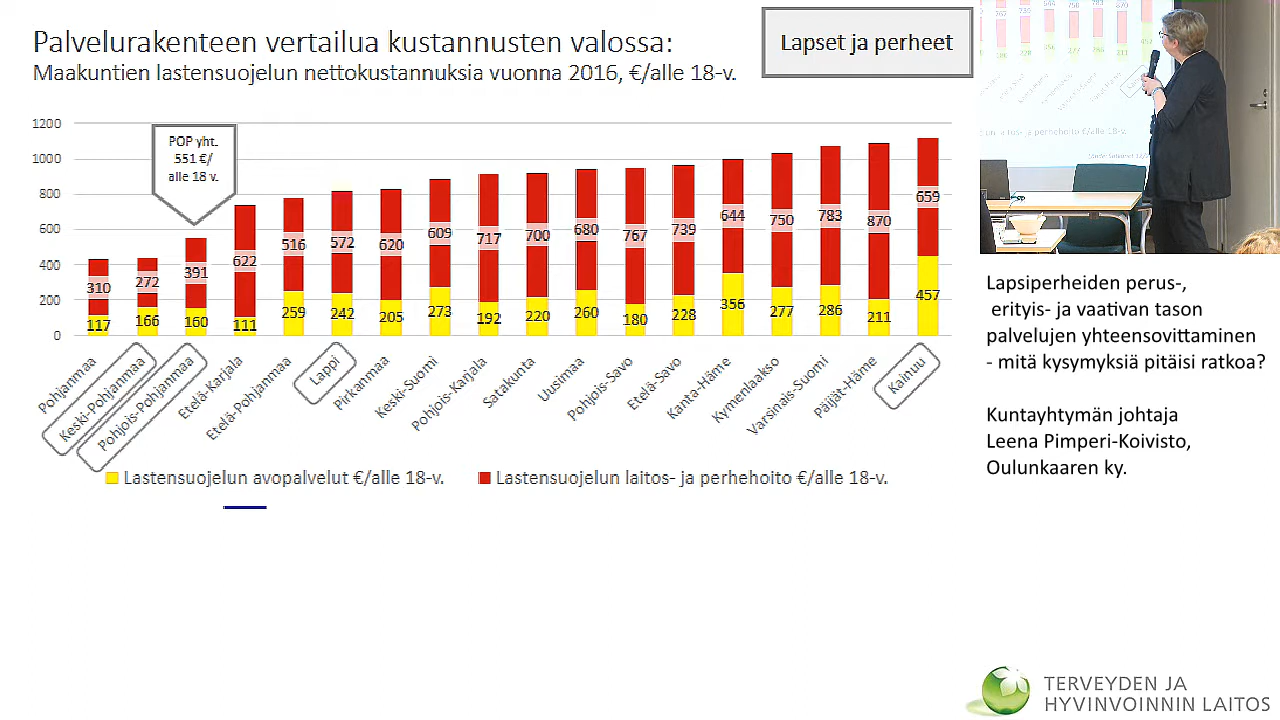 Palvelurakenteen vertailua kustannusten valossa:
Maakuntien lastensuojelun nettokustannuksia vuonna 2016, €/alle 18-v.
Lapset ja perheet
1200
1000
800
600
400
200
0
POP yht.
551 €/
alle 18 v.
310 272 391 622 516 572 620 609 717 700 680 767 739 644 750 783 870 659
117 166 160 111 259 242 205 273 192 220 260 180 228 356 277 286 211 457
Pohjanmaa
Keski-Pohjanmaa
Pohjois-Pohjanmaa
Etelä-Karjala
Etelä-Pohjanmaa
Lappi
Pirkanmaa
Keski-Suomi
Pohjois-Karjala
Satakunta
Uusimaa
Pohjois-Savo
Etelä-Savo
Kanta-Häme
Kymenlaakso
Varsinais-Suomi
Päijät-Häme
Kainuu
Lastensuojelun avopalvelut €/alle 18-v.
Lastensuojelun laitos- ja perhehoito €/alle 18-v.
Lapsiperheiden perus-,
erityis- ja vaativan tason
palvelujen yhteensovittaminen
- mitä kysymyksiä pitäisi ratkoa?
Kuntayhtymän johtaja
Leena Pimperi-Koivisto,
Oulunkaaren ky.
TERVEYDEN JA
HYVINVOINNIN LAITOS